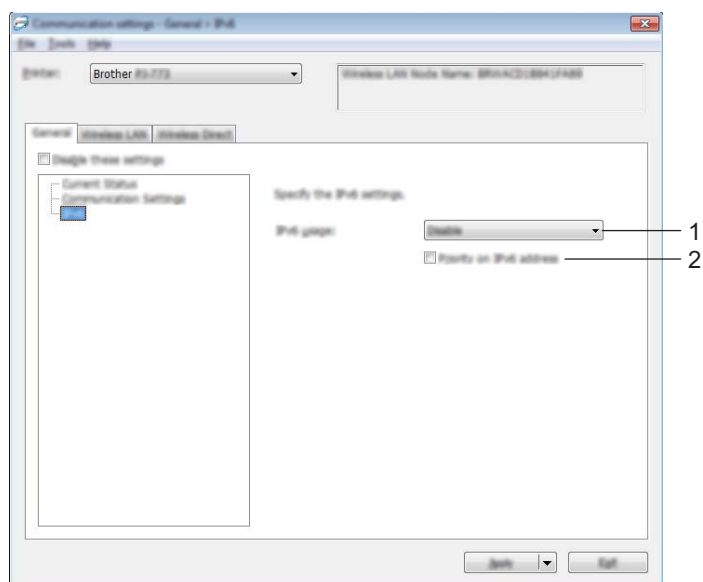 Communication settings - General > IPv6
File Tools Help
Printer:
Brother
Wireless LAN Node Name:
General Wireless LAN Wireless Direct
Disable these settings
Current Status
Communication Settings
IPv6
Specify the IPv6 settings.
IPv6 usage:
Disable
1
Priority on IPv6 address
2
Apply
Exit